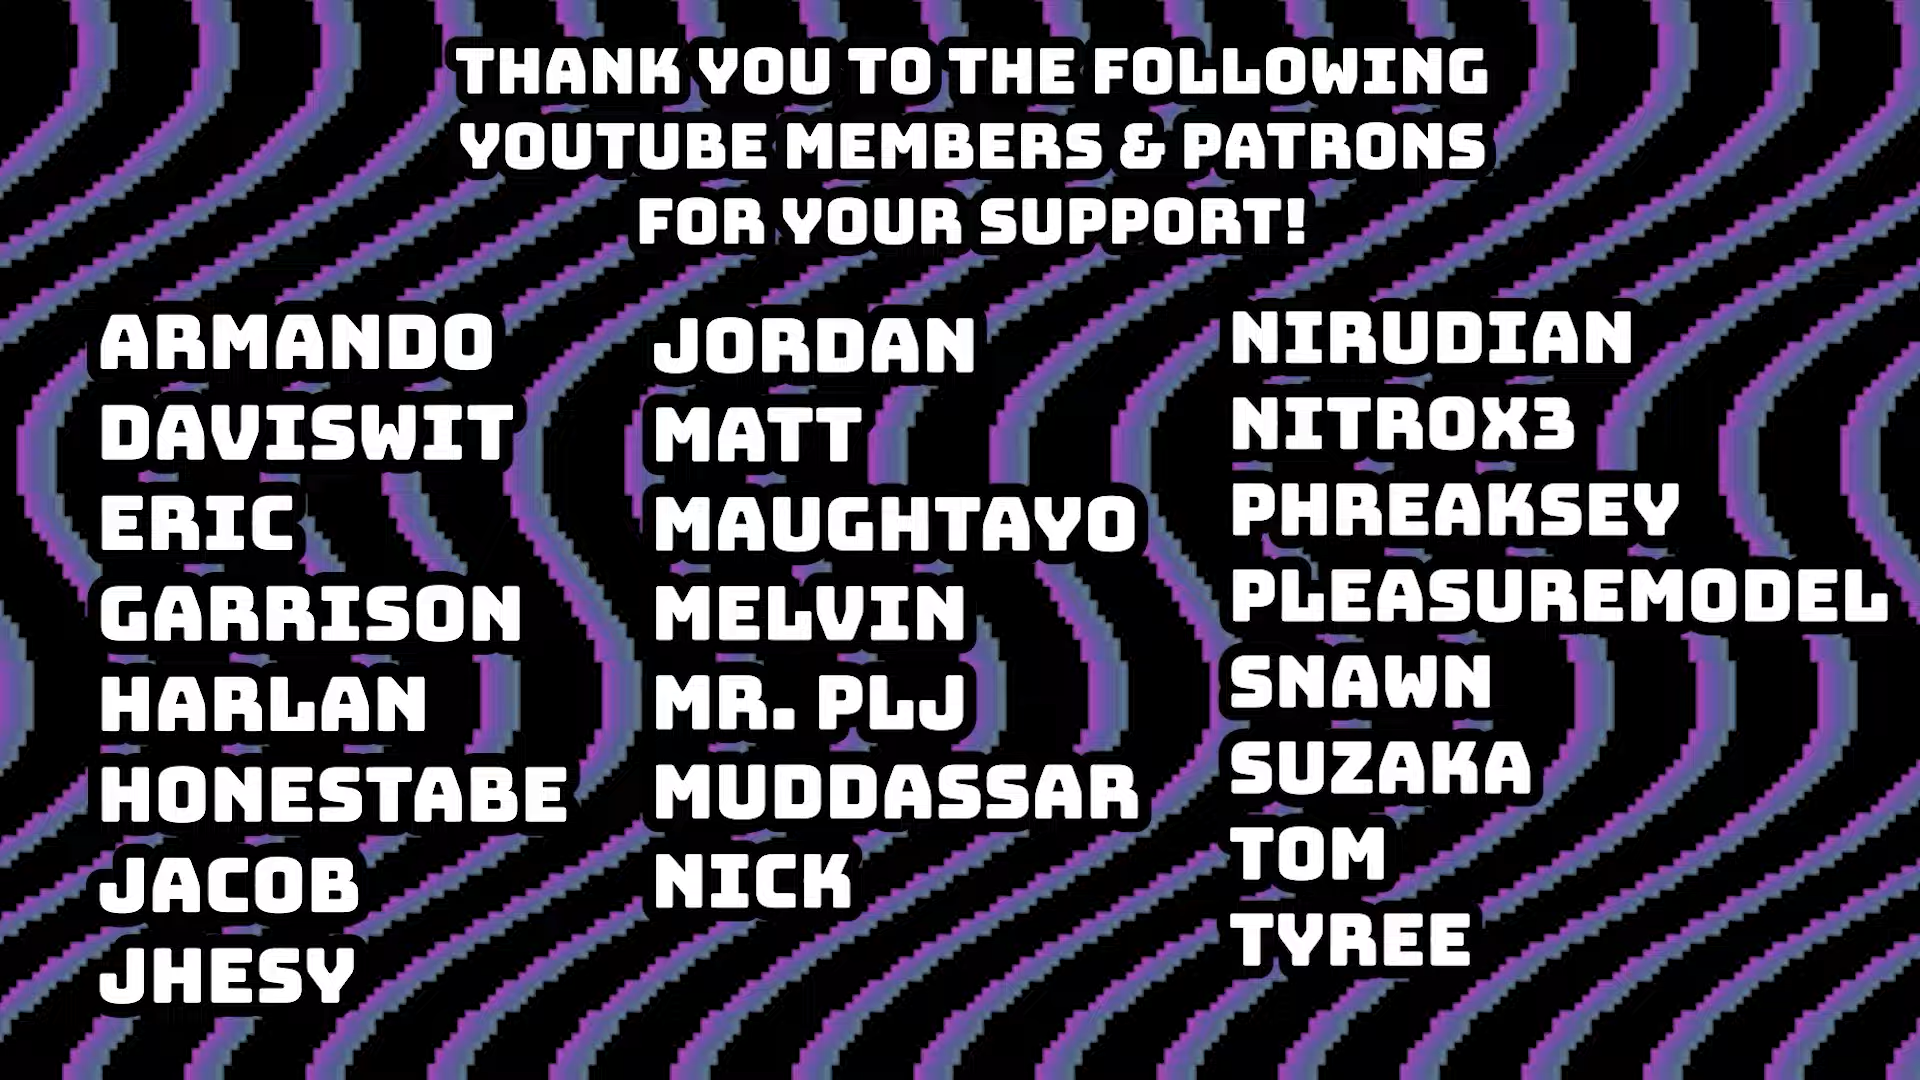 THANK YOU TO THE FOLLOWING
YOUTUBE MEMBERS & PATRONS
FOR YOUR SUPPORT!
ARMANDO
DAVISWIT
ERIC
GARRISON
HARLAN
HONESTABE
JACOB
JHESY
JORDAN
MATT
MAUGHTAYO
MELVIN
MR. PLJ
MUDDASSAR
NICK
NIRUDIAN
NITROX3
PHREAKSEY
PLEASUREMODEL
SNAWN
SUZAKA
TOM
TYREE